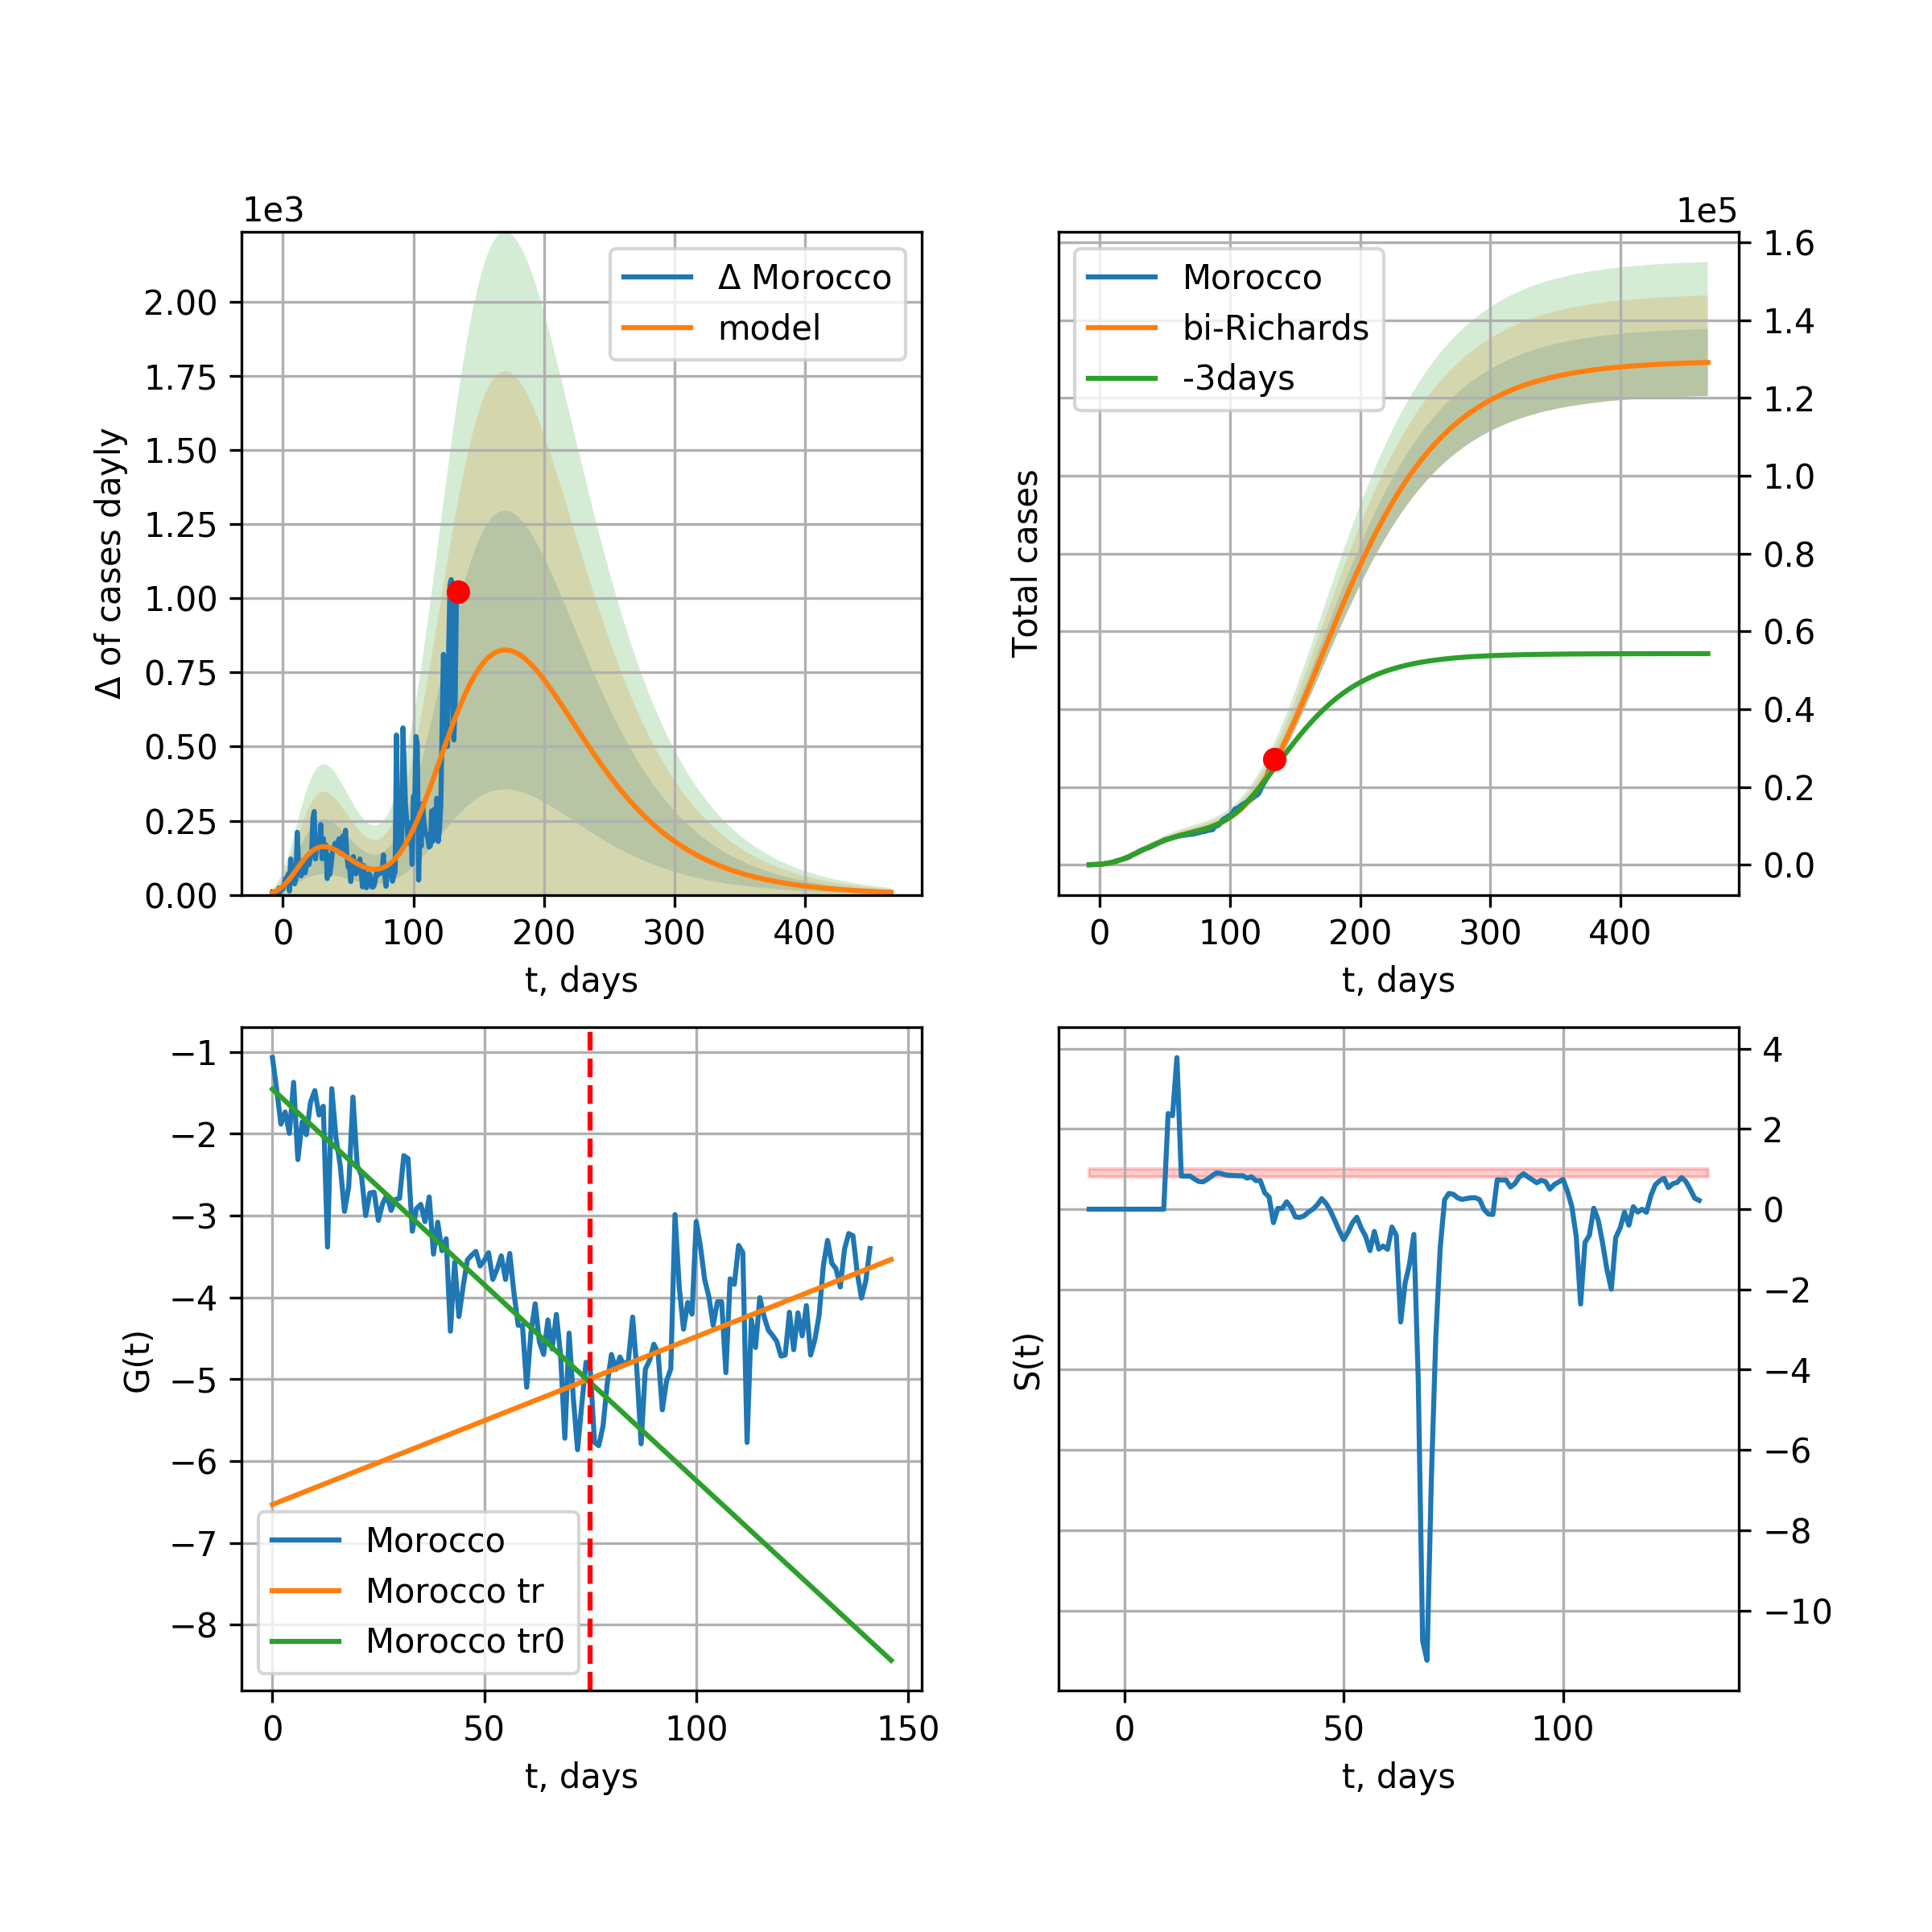 1e3
Δ Morocco
model
2.00
1.75
1.50
1.25
1.00
0.75
0.50
0.25
0.00
Δ of cases dayly
0 100 200 300 400
t, days
1e5
Morocco
bi-Richards
-3days
1.6
1.4
1.2
1.0
0.8
0.6
0.4
0.2
0.0
Total cases
0 100 200 300 400
t, days
−1
−2
−3
−4
−5
−6
−7
−8
G(t)
Morocco
Morocco tr
Morocco tr0
0 50 100 150
t, days
4
2
0
−2
−4
−6
−8
−10
S(t)
0 50 100
t, days